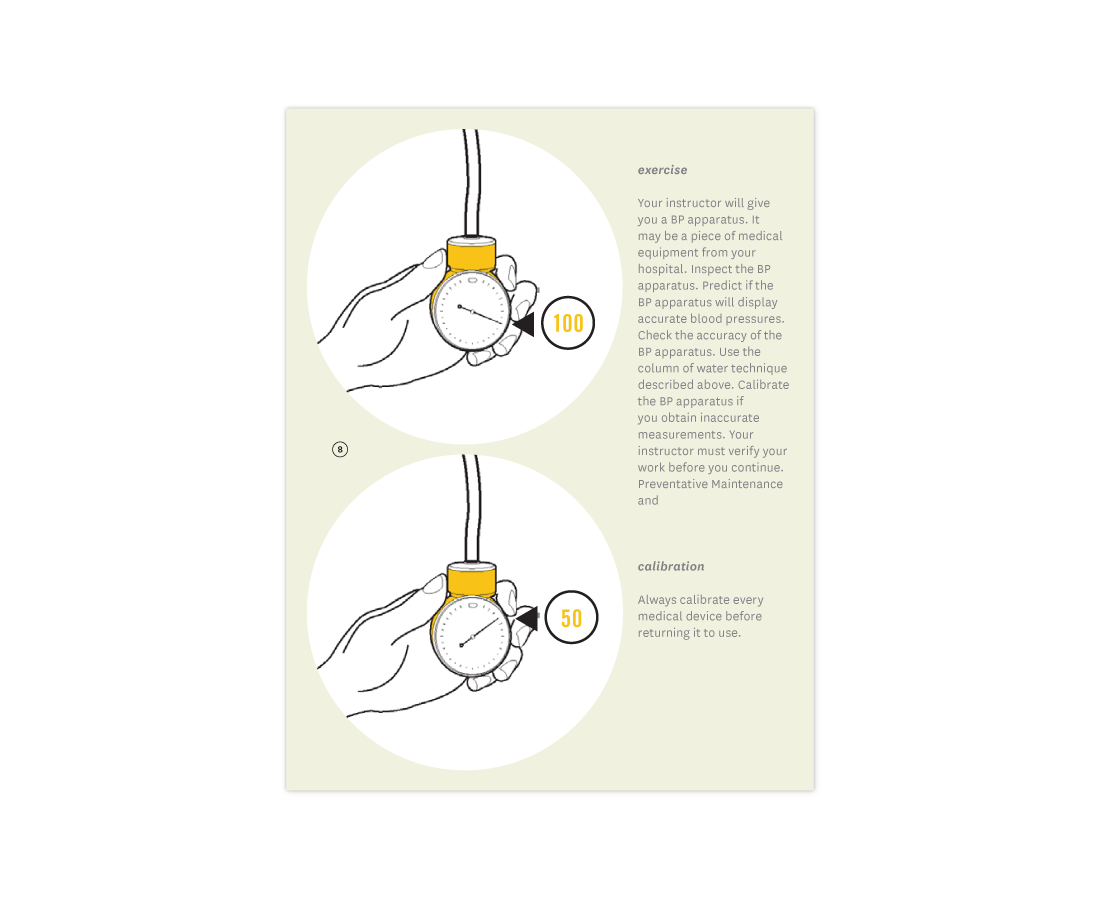 100
8
50
exercise
Your instructor will give
you a BP apparatus. It
may be a piece of medical
equipment from your
hospital. Inspect the BP
apparatus. Predict if the
BP apparatus will display
accurate blood pressures.
Check the accuracy of the
BP apparatus. Use the
column of water technique
described above. Calibrate
the BP apparatus if
you obtain inaccurate
measurements. Your
instructor must verify your
work before you continue.
Preventative Maintenance
and
calibration
Always calibrate every
medical device before
returning it to use.